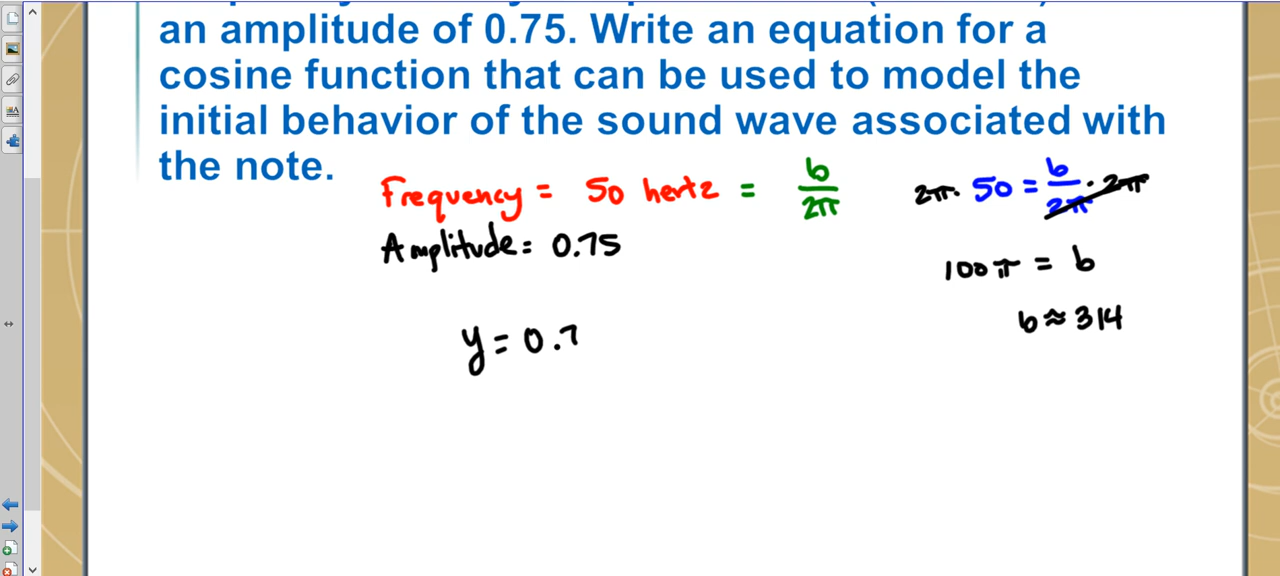 an amplitude of 0.75. Write an equation for a
cosine function that can be used to model the
initial behavior of the sound wave associated with
the note.
Frequency = 50 hertz = b/2π
2π · 50 = b/2π · 2π
Amplitude = 0.75
100π = b
b ≈ 314
y = 0.7